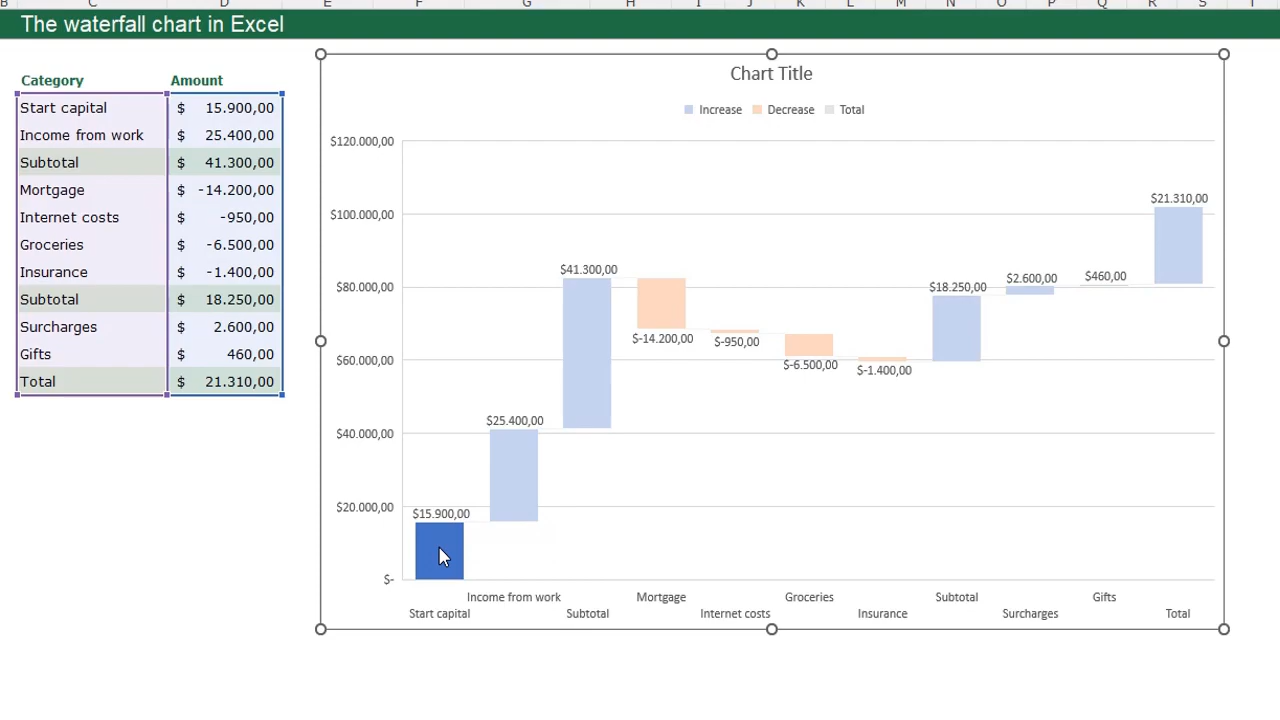 B C D E F G H I J K L M N O P Q R S T
The waterfall chart in Excel
Category Amount
Start capital $ 15.900,00
Income from work $ 25.400,00
Subtotal $ 41.300,00
Mortgage $ -14.200,00
Internet costs $ -950,00
Groceries $ -6.500,00
Insurance $ -1.400,00
Subtotal $ 18.250,00
Surcharges $ 2.600,00
Gifts $ 460,00
Total $ 21.310,00
Chart Title
Increase Decrease Total
$120.000,00
$100.000,00
$80.000,00
$60.000,00
$40.000,00
$20.000,00
$-
$15.900,00
$25.400,00
$41.300,00
$-14.200,00
$-950,00
$-6.500,00
$-1.400,00
$18.250,00
$2.600,00
$460,00
$21.310,00
Start capital
Income from work
Subtotal
Mortgage
Internet costs
Groceries
Insurance
Subtotal
Surcharges
Gifts
Total